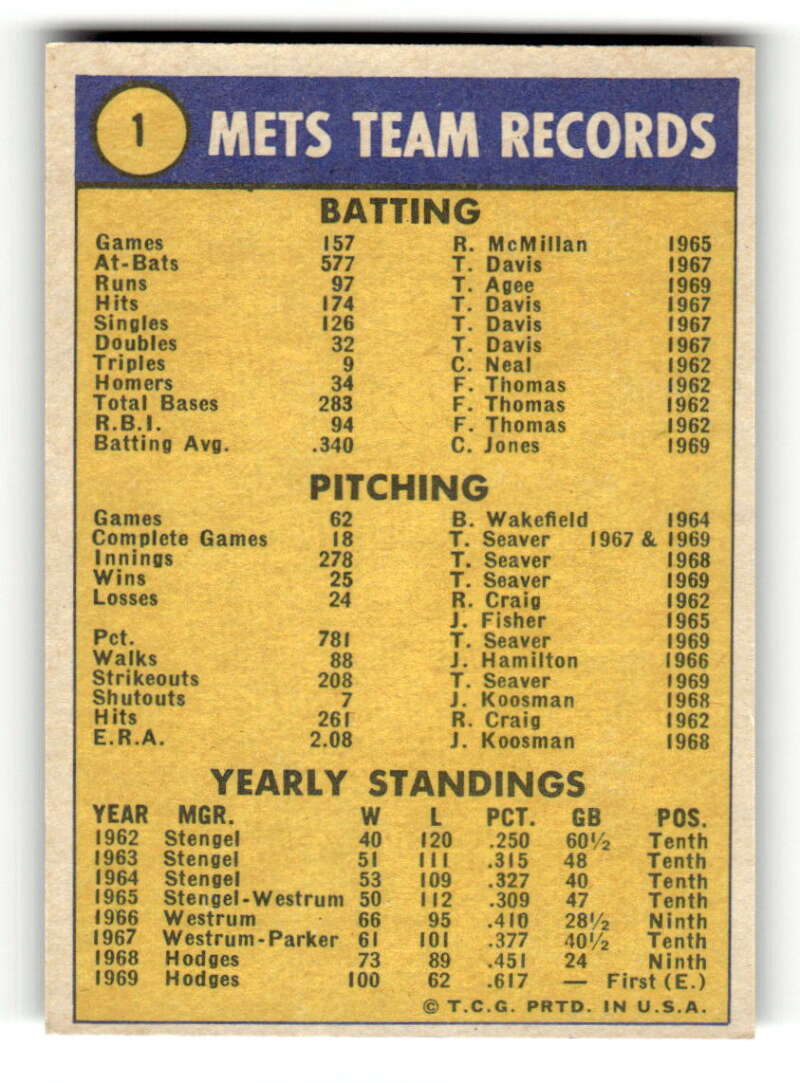 1 METS TEAM RECORDS
BATTING
Games 157 R. McMillan 1965
At-Bats 577 T. Davis 1967
Runs 97 T. Agee 1969
Hits 174 T. Davis 1967
Singles 126 T. Davis 1967
Doubles 32 T. Davis 1967
Triples 9 C. Neal 1962
Homers 34 F. Thomas 1962
Total Bases 283 F. Thomas 1962
R.B.I. 94 F. Thomas 1962
Batting Avg. .340 C. Jones 1969
PITCHING
Games 62 B. Wakefield 1964
Complete Games 18 T. Seaver 1967 & 1969
Innings 278 T. Seaver 1968
Wins 25 T. Seaver 1969
Losses 24 R. Craig 1962
J. Fisher 1965
Pct. 781 T. Seaver 1969
Walks 88 J. Hamilton 1966
Strikeouts 208 T. Seaver 1969
Shutouts 7 J. Koosman 1968
Hits 261 R. Craig 1962
E.R.A. 2.08 J. Koosman 1968
YEARLY STANDINGS
YEAR MGR. W L PCT. GB POS.
1962 Stengel 40 120 .250 60½ Tenth
1963 Stengel 51 111 .315 48 Tenth
1964 Stengel 53 109 .327 40 Tenth
1965 Stengel-Westrum 50 112 .309 47 Tenth
1966 Westrum 66 95 .410 28½ Ninth
1967 Westrum-Parker 61 101 .377 40½ Tenth
1968 Hodges 73 89 .451 24 Ninth
1969 Hodges 100 62 .617 — First (E.)
© T.C.G. PRTD. IN U.S.A.